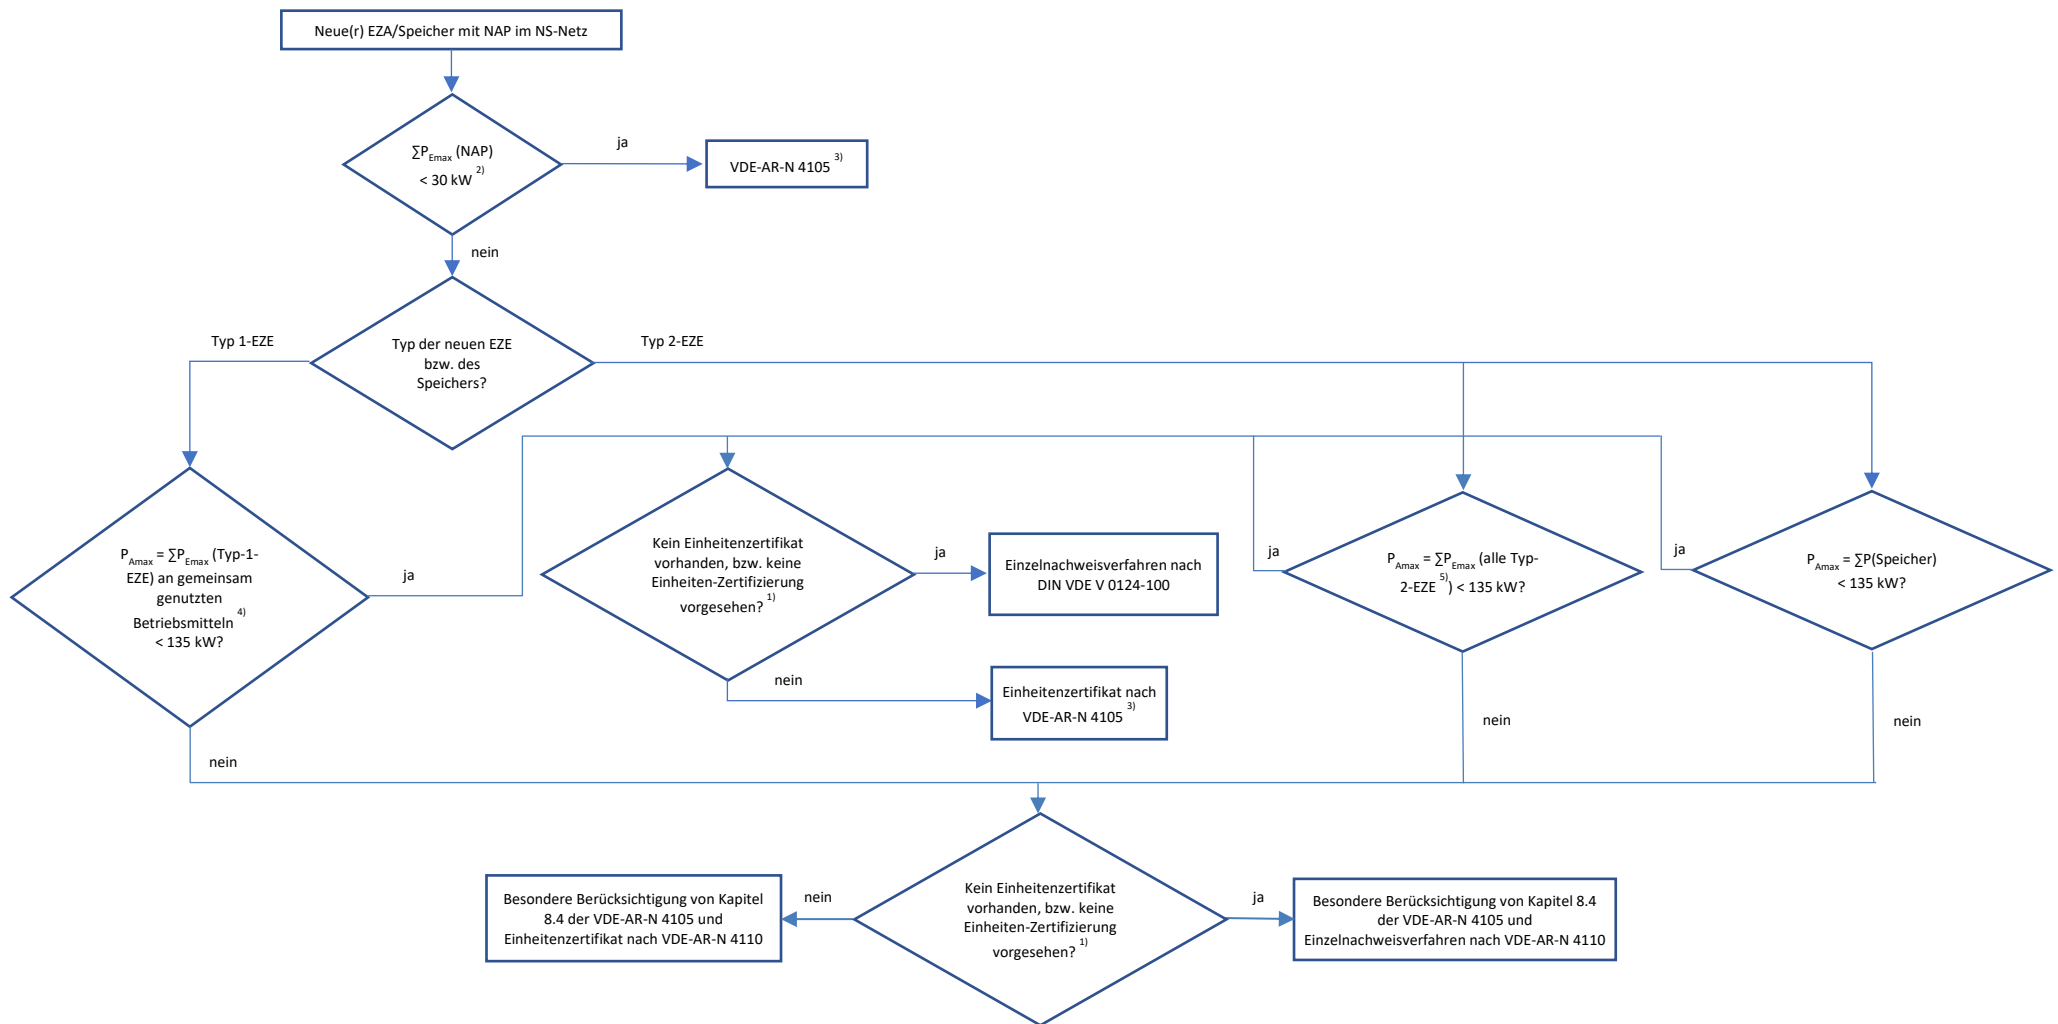 Neue(r) EZA/Speicher mit NAP im NS-Netz
∑P_Emax (NAP)
< 30 kW ²⁾
ja
VDE-AR-N 4105 ³⁾
nein
Typ 1-EZE
Typ der neuen EZE
bzw. des
Speichers?
Typ 2-EZE
P_Amax = ∑P_Emax (Typ-1-
EZE) an gemeinsam
genutzten
Betriebsmitteln ⁴⁾
< 135 kW?
ja
Kein Einheitenzertifikat
vorhanden, bzw. keine
Einheiten-Zertifizierung
vorgesehen? ¹⁾
ja
Einzelnachweisverfahren nach
DIN VDE V 0124-100
nein
Einheitenzertifikat nach
VDE-AR-N 4105 ³⁾
ja
P_Amax = ∑P_Emax (alle Typ-
2-EZE ⁵⁾) < 135 kW?
ja
P_Amax = ∑P(Speicher)
< 135 kW?
nein
nein
nein
Besondere Berücksichtigung von Kapitel
8.4 der VDE-AR-N 4105 und
Einheitenzertifikat nach VDE-AR-N 4110
nein
Kein Einheitenzertifikat
vorhanden, bzw. keine
Einheiten-Zertifizierung
vorgesehen? ¹⁾
ja
Besondere Berücksichtigung von Kapitel 8.4
der VDE-AR-N 4105 und
Einzelnachweisverfahren nach VDE-AR-N 4110